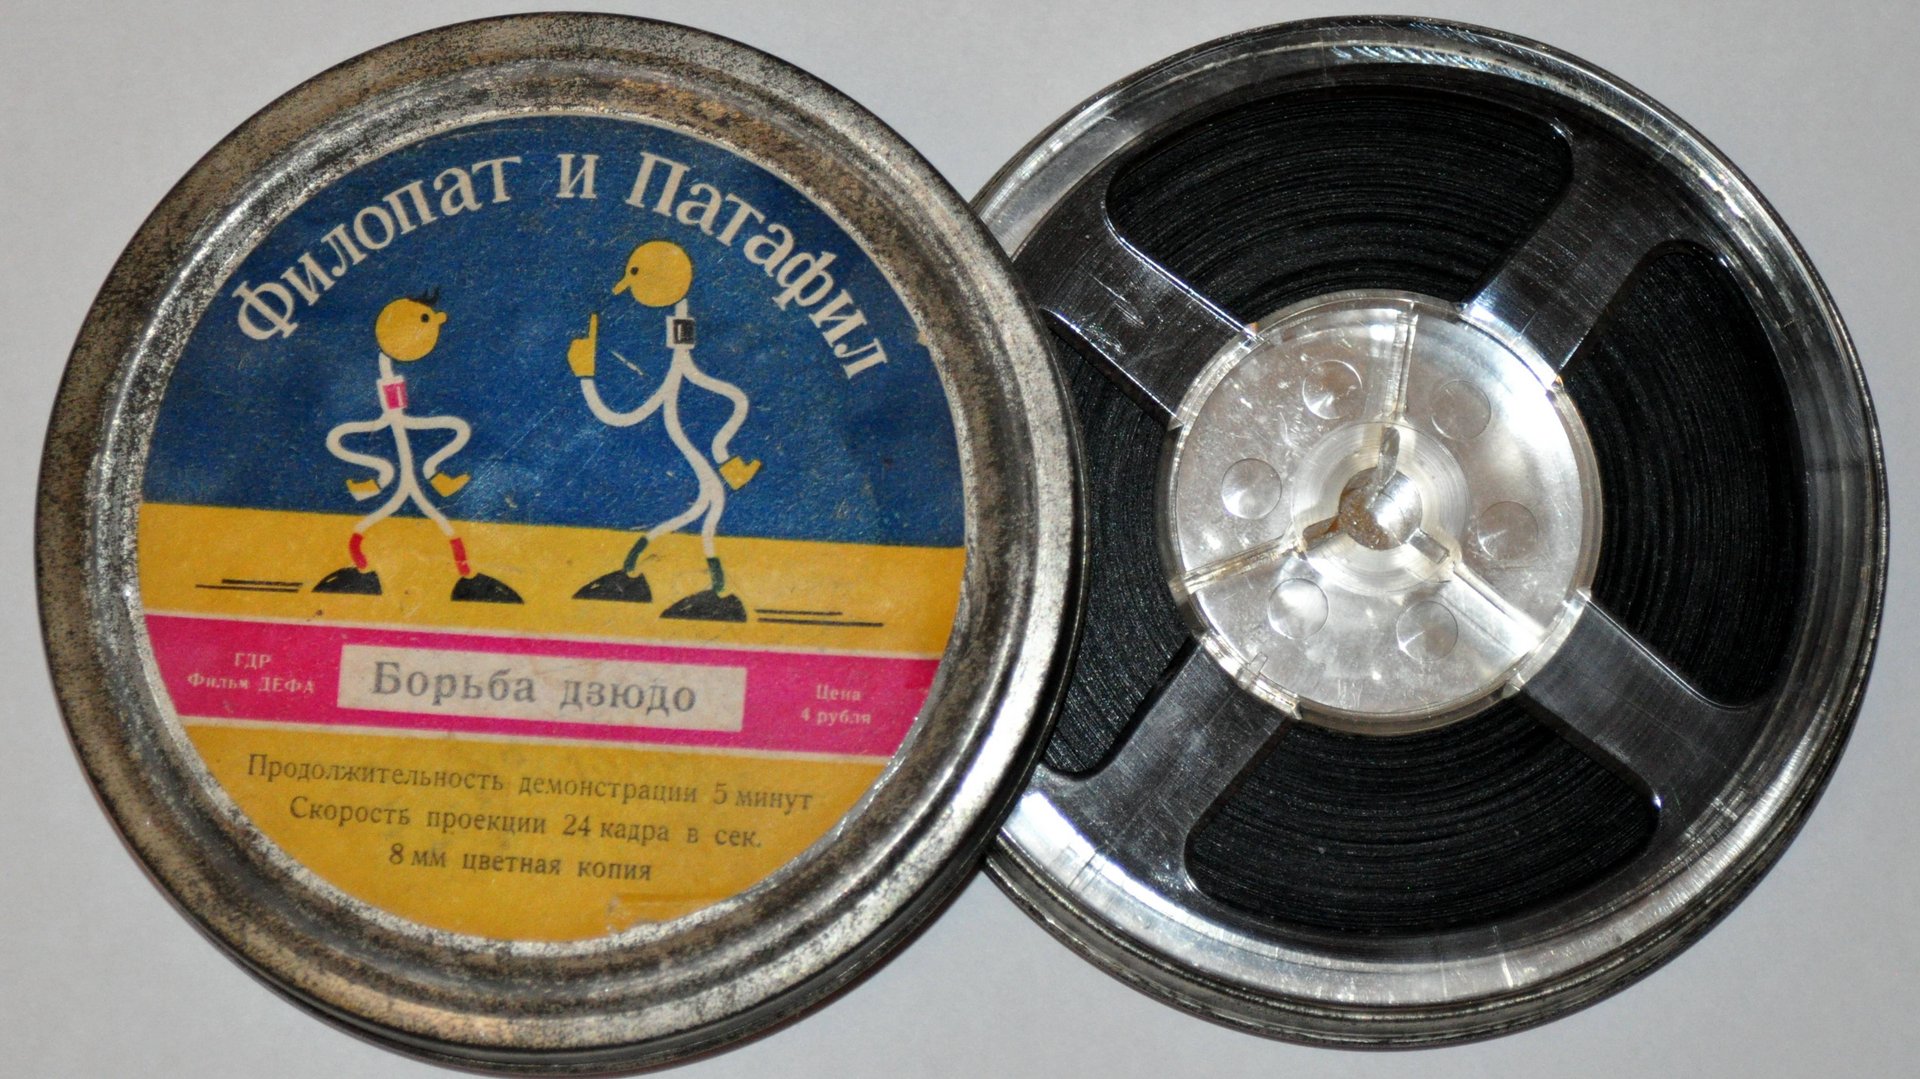 Филопат и Патафил
ГДР
Фильм ДЕФА
Борьба дзюдо
Цена
4 рубля
Продолжительность демонстрации 5 минут
Скорость проекции 24 кадра в сек.
8 мм цветная копия